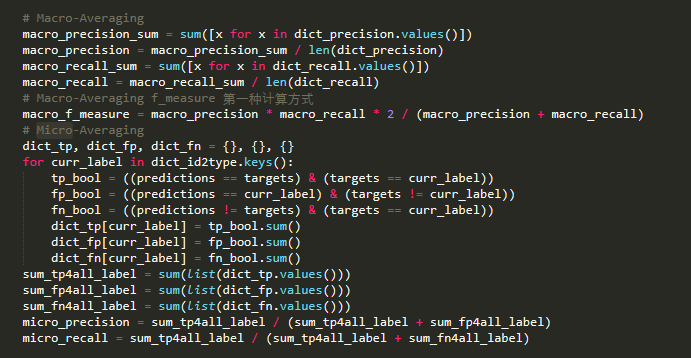 # Macro-Averaging
macro_precision_sum = sum([x for x in dict_precision.values()])
macro_precision = macro_precision_sum / len(dict_precision)
macro_recall_sum = sum([x for x in dict_recall.values()])
macro_recall = macro_recall_sum / len(dict_recall)
# Macro-Averaging f_measure 第一种计算方式
macro_f_measure = macro_precision * macro_recall * 2 / (macro_precision + macro_recall)
# Micro-Averaging
dict_tp, dict_fp, dict_fn = {}, {}, {}
for curr_label in dict_id2type.keys():
    tp_bool = ((predictions == targets) & (targets == curr_label))
    fp_bool = ((predictions == curr_label) & (targets != curr_label))
    fn_bool = ((predictions != targets) & (targets == curr_label))
    dict_tp[curr_label] = tp_bool.sum()
    dict_fp[curr_label] = fp_bool.sum()
    dict_fn[curr_label] = fn_bool.sum()
sum_tp4all_label = sum(list(dict_tp.values()))
sum_fp4all_label = sum(list(dict_fp.values()))
sum_fn4all_label = sum(list(dict_fn.values()))
micro_precision = sum_tp4all_label / (sum_tp4all_label + sum_fp4all_label)
micro_recall = sum_tp4all_label / (sum_tp4all_label + sum_fn4all_label)